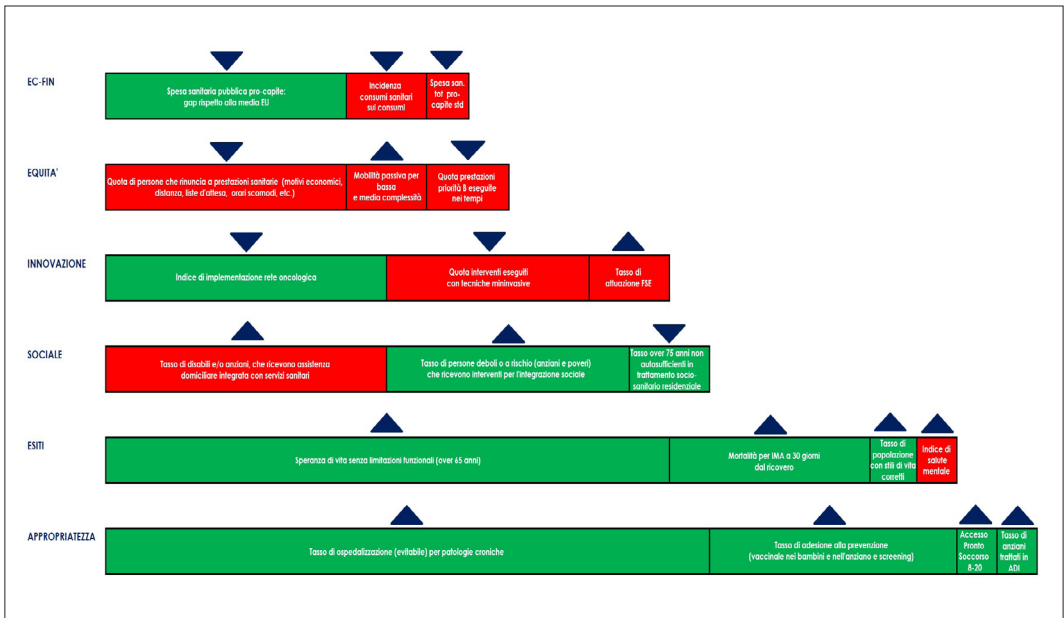 EC-FIN
Spesa sanitaria pubblica pro-capite:
gap rispetto alla media EU
Incidenza
consumi sanitari
sui consumi
Spesa san.
tot pro-
capite std
EQUITA'
Quota di persone che rinuncia a prestazioni sanitarie (motivi economici,
distanza, liste d'attesa, orari scomodi, etc.)
Mobilità passiva per
bassa
e media complessità
Quota prestazioni
priorità B eseguite
nei tempi
INNOVAZIONE
Indice di implementazione rete oncologica
Quota interventi eseguiti
con tecniche mininvasive
Tasso di
attuazione FSE
SOCIALE
Tasso di disabili e/o anziani, che ricevono assistenza
domiciliare integrata con servizi sanitari
Tasso di persone deboli o a rischio (anziani e poveri)
che ricevono interventi per l'integrazione sociale
Tasso over 75 anni non
autosufficienti in
trattamento socio-
sanitario residenziale
ESITI
Speranza di vita senza limitazioni funzionali (over 65 anni)
Mortalità per IMA a 30 giorni
dal ricovero
Tasso di
popolazione
con stili di vita
corretti
Indice di
salute
mentale
APPROPRIATEZZA
Tasso di ospedalizzazione (evitabile) per patologie croniche
Tasso di adesione alla prevenzione
(vaccinale nei bambini e nell'anziano e screening)
Accesso
Pronto
Soccorso
8-20
Tasso di
anziani
trattati in
ADI